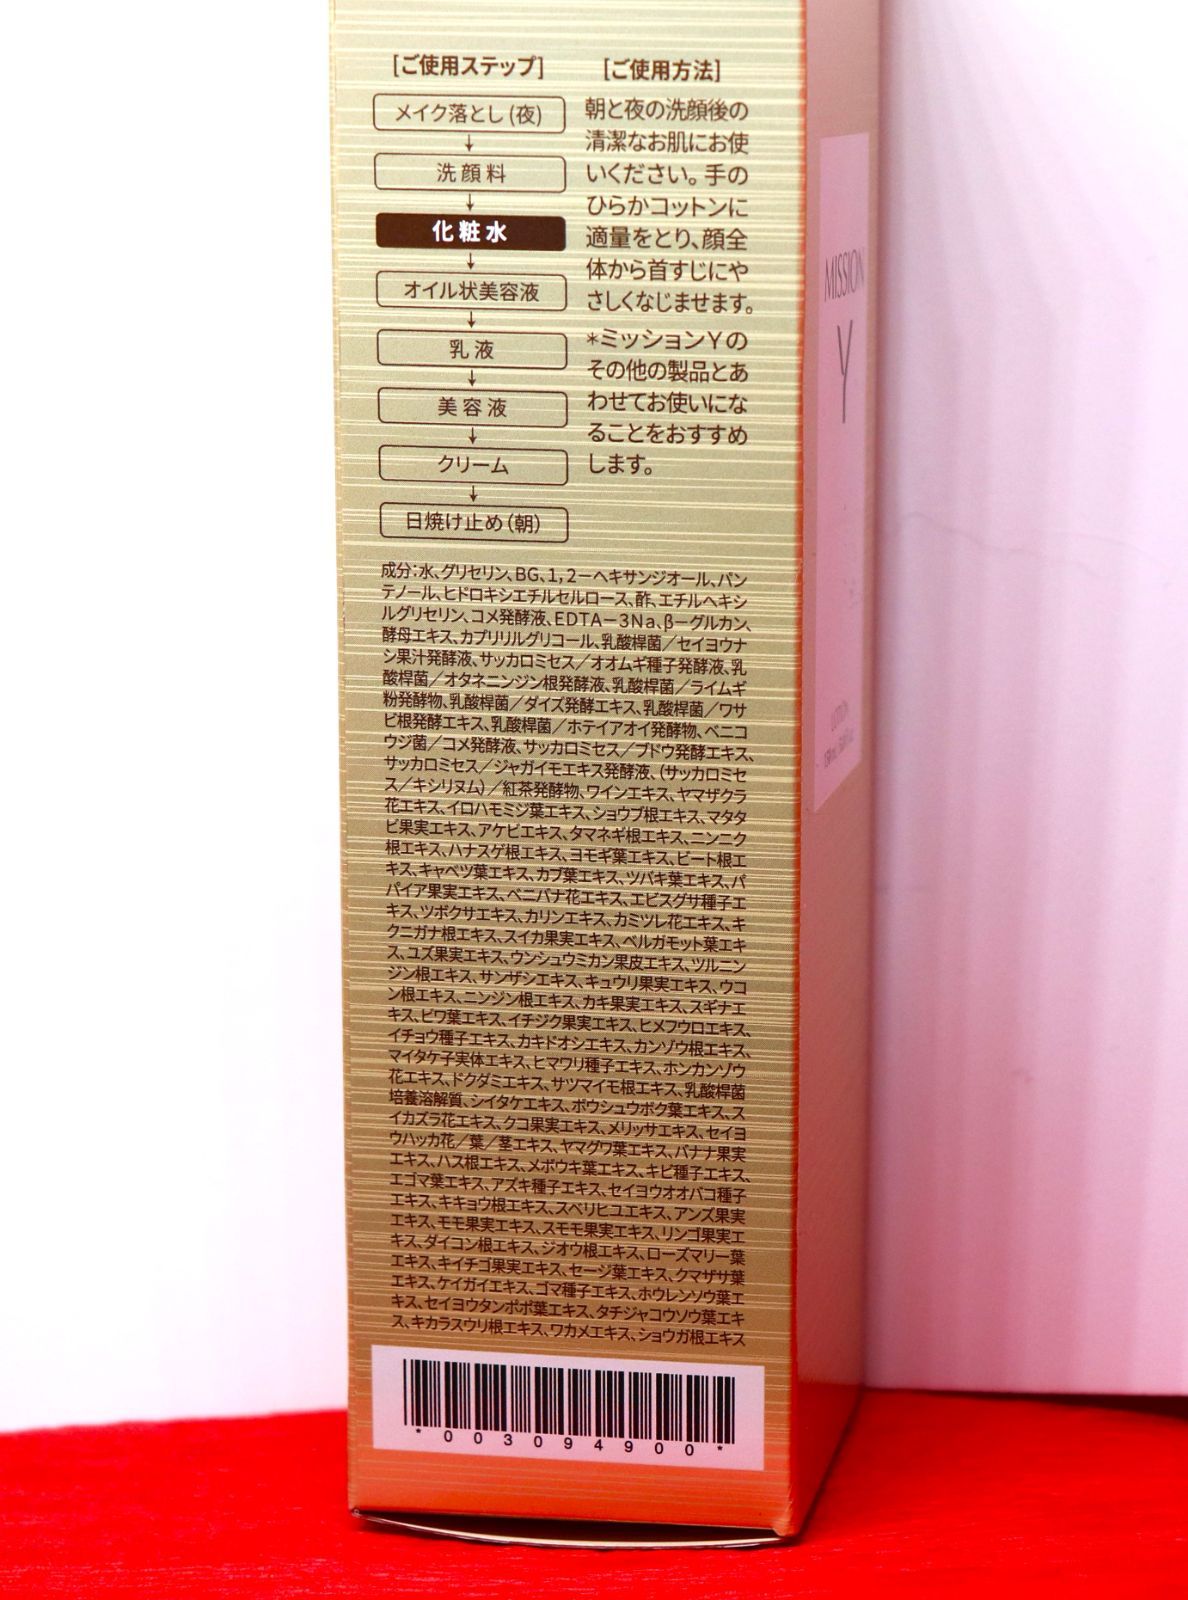 [ご使用ステップ]
メイク落とし(夜)
↓
洗顔料
↓
化粧水
↓
オイル状美容液
↓
乳液
↓
美容液
↓
クリーム
↓
日焼け止め(朝)
[ご使用方法]
朝と夜の洗顔後の
清潔なお肌にお使
いください。手の
ひらかコットンに
適量をとり、顔全
体から首すじにや
さしくなじませます。
*ミッションYの
その他の製品とあ
わせてお使いにな
ることをおすすめ
します。
成分:水、グリセリン、BG、1,2-ヘキサンジオール、パン
テノール、ヒドロキシエチルセルロース、酢、エチルヘキシ
ルグリセリン、コメ発酵液、EDTA-3Na、β-グルカン、
酵母エキス、カプリリルグリコール、乳酸桿菌/セイヨウナ
シ果汁発酵液、サッカロミセス/オオムギ種子発酵液、乳
酸桿菌/オタネニンジン根発酵液、乳酸桿菌/ライムギ
粉発酵物、乳酸桿菌/ダイズ発酵エキス、乳酸桿菌/ワサ
ビ根発酵エキス、乳酸桿菌/ホテイアオイ発酵物、ベニコ
ウジ菌/コメ発酵液、サッカロミセス/ブドウ発酵エキス、
サッカロミセス/ジャガイモエキス発酵液、(サッカロミセ
ス/キシリヌム)/紅茶発酵物、ワインエキス、ヤマザクラ
花エキス、イロハモミジ葉エキス、ショウブ根エキス、マタタ
ビ果実エキス、アケビエキス、タマネギ根エキス、ニンニク
根エキス、ハナスゲ根エキス、ヨモギ葉エキス、ビート根エ
キス、キャベツ葉エキス、カブ葉エキス、ツバキ葉エキス、パ
パイア果実エキス、ベニバナ花エキス、エビスグサ種子エ
キス、ツボクサエキス、カリンエキス、カミツレ花エキス、キ
クニガナ根エキス、スイカ果実エキス、ベルガモット葉エキ
ス、ユズ果実エキス、ウンシュウミカン果皮エキス、ツルニン
ジン根エキス、サンザシエキス、キュウリ果実エキス、ウコ
ン根エキス、ニンジン根エキス、カキ果実エキス、スギナエ
キス、ビワ葉エキス、イチジク果実エキス、ヒメフウロエキス、
イチョウ種子エキス、カキドオシエキス、カンゾウ根エキス、
マイタケ子実体エキス、ヒマワリ種子エキス、ホンカンゾウ
花エキス、ドクダミエキス、サツマイモ根エキス、乳酸桿菌
培養溶解質、シイタケエキス、ボウシュウボク葉エキス、ス
イカズラ花エキス、クコ果実エキス、メリッサエキス、セイヨ
ウハッカ花/葉/茎エキス、ヤマグワ葉エキス、バナナ果実
エキス、ハス根エキス、メボウキ葉エキス、キビ種子エキス、
エゴマ葉エキス、アズキ種子エキス、セイヨウオオバコ種子
エキス、キキョウ根エキス、スベリヒユエキス、アンズ果実
エキス、モモ果実エキス、スモモ果実エキス、リンゴ果実エ
キス、ダイコン根エキス、ジオウ根エキス、ローズマリー葉
エキス、キイチゴ果実エキス、セージ葉エキス、クマザサ葉
エキス、ケイガイエキス、ゴマ種子エキス、ホウレンソウ葉エ
キス、セイヨウタンポポ葉エキス、タチジャコウソウ葉エキ
ス、キカラスウリ根エキス、ワカメエキス、ショウガ根エキス
*003094900*
MISSION
Y
LOTION